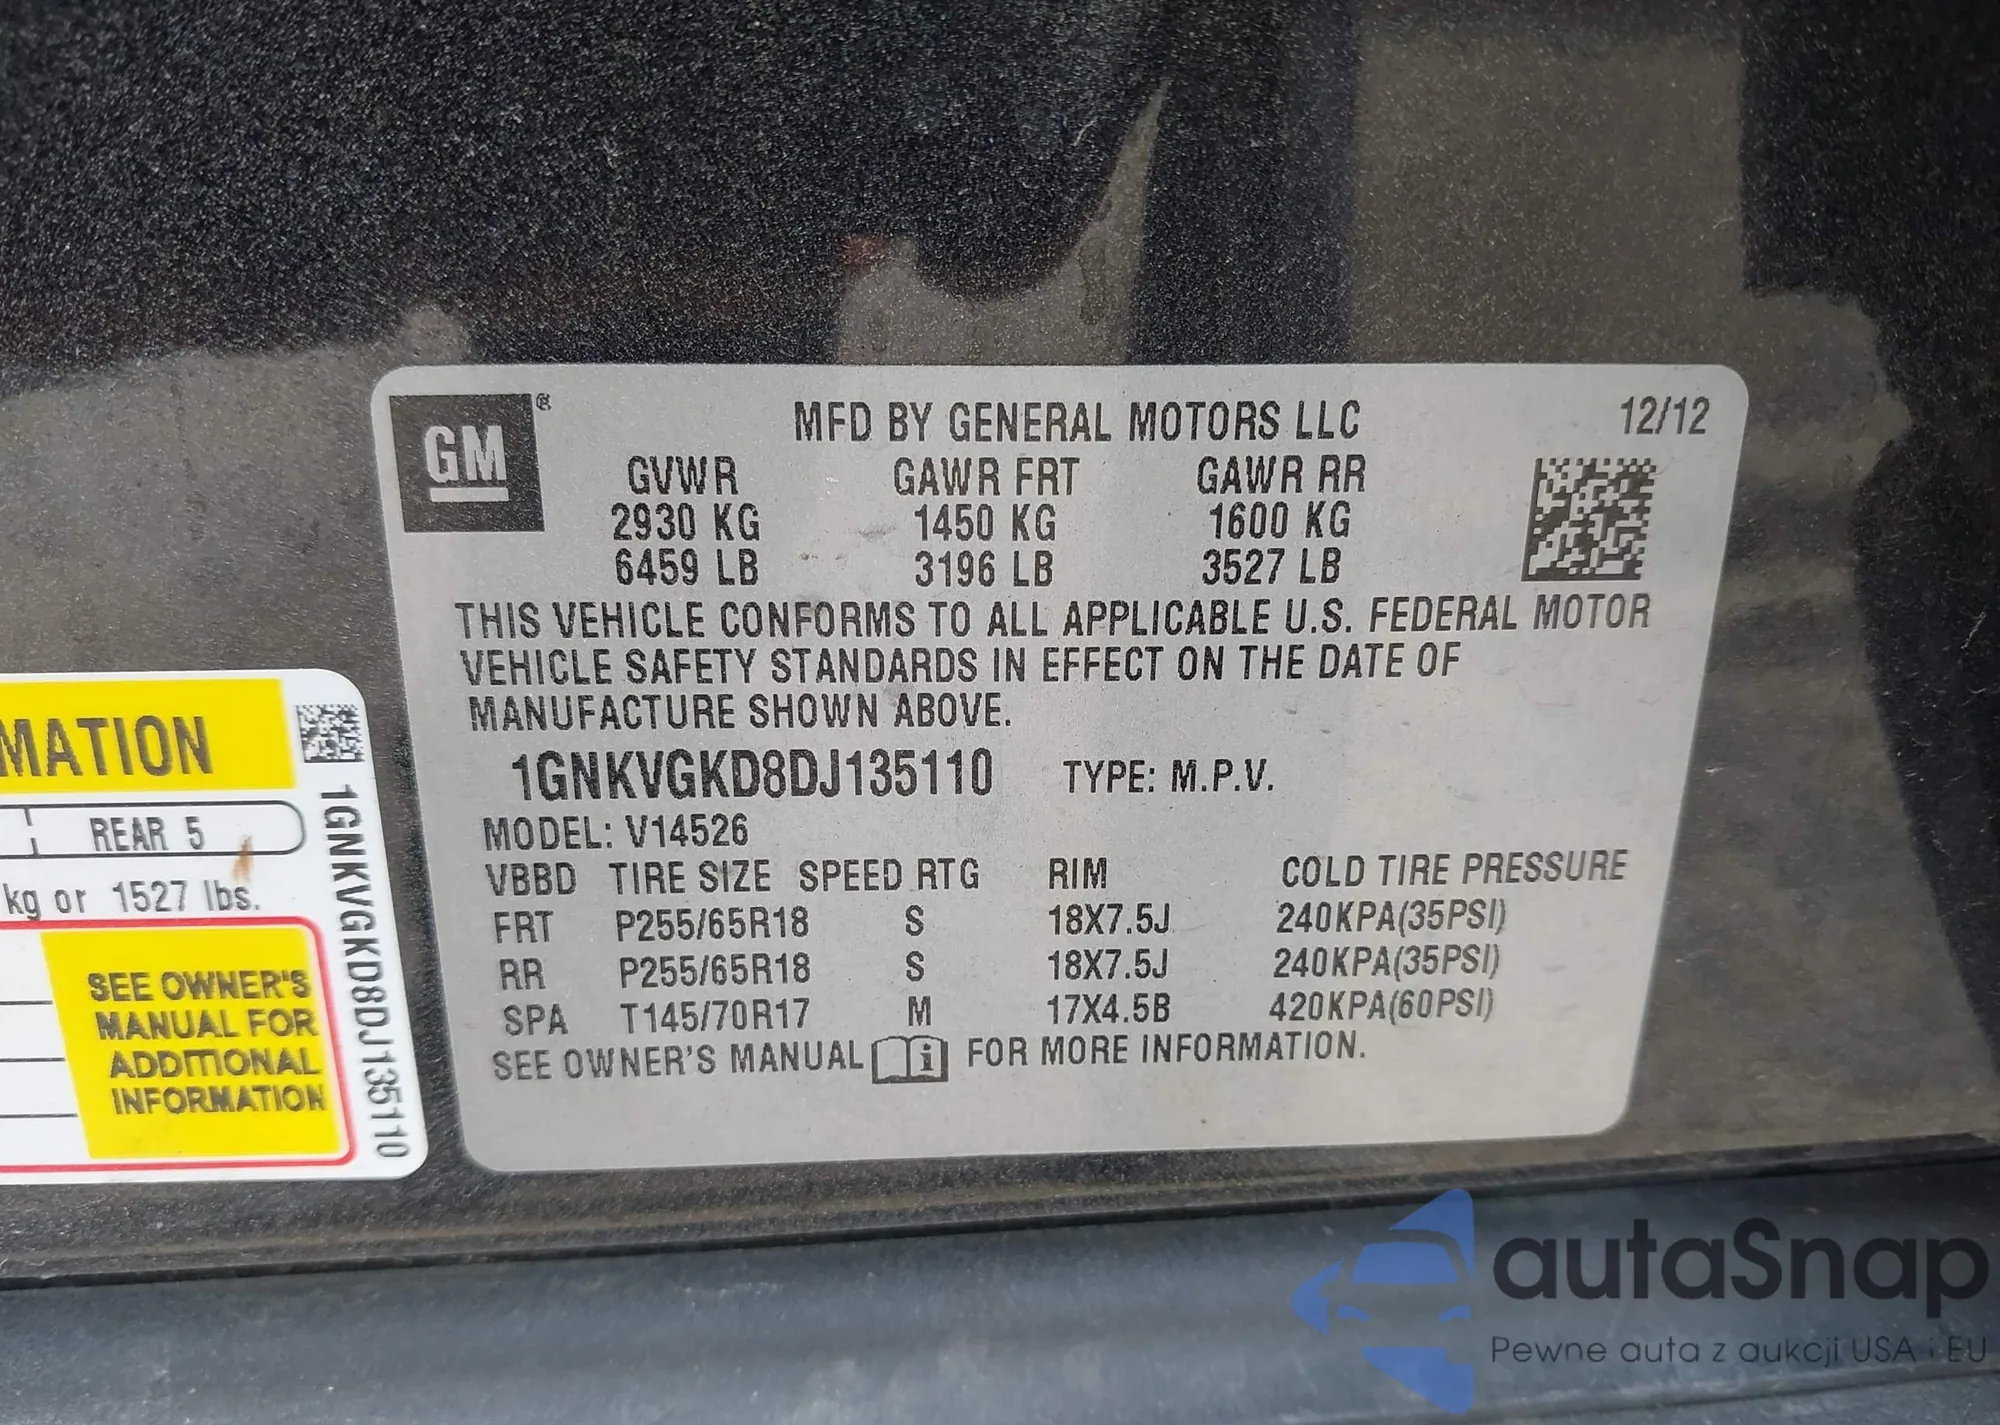 GM ®
MFD BY GENERAL MOTORS LLC 12/12
GVWR GAWR FRT GAWR RR
2930 KG 1450 KG 1600 KG
6459 LB 3196 LB 3527 LB
THIS VEHICLE CONFORMS TO ALL APPLICABLE U.S. FEDERAL MOTOR
VEHICLE SAFETY STANDARDS IN EFFECT ON THE DATE OF
MANUFACTURE SHOWN ABOVE.
1GNKVGKD8DJ135110 TYPE: M.P.V.
MODEL: V14526
VBBD TIRE SIZE SPEED RTG RIM COLD TIRE PRESSURE
FRT P255/65R18 S 18X7.5J 240KPA(35PSI)
RR P255/65R18 S 18X7.5J 240KPA(35PSI)
SPA T145/70R17 M 17X4.5B 420KPA(60PSI)
SEE OWNER'S MANUAL i FOR MORE INFORMATION.
MATION
REAR 5
kg or 1527 lbs.
SEE OWNER'S
MANUAL FOR
ADDITIONAL
INFORMATION
1GNKVGKD8DJ135110
autaSnap
Pewne auta z aukcji USA i EU